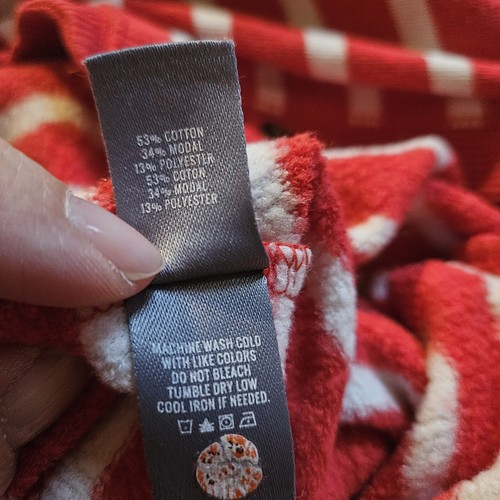 53% COTTON
34% MODAL
13% POLYESTER
53% COTON
34% MODAL
13% POLYESTER
MACHINE WASH COLD
WITH LIKE COLORS
DO NOT BLEACH
TUMBLE DRY LOW
COOL IRON IF NEEDED.